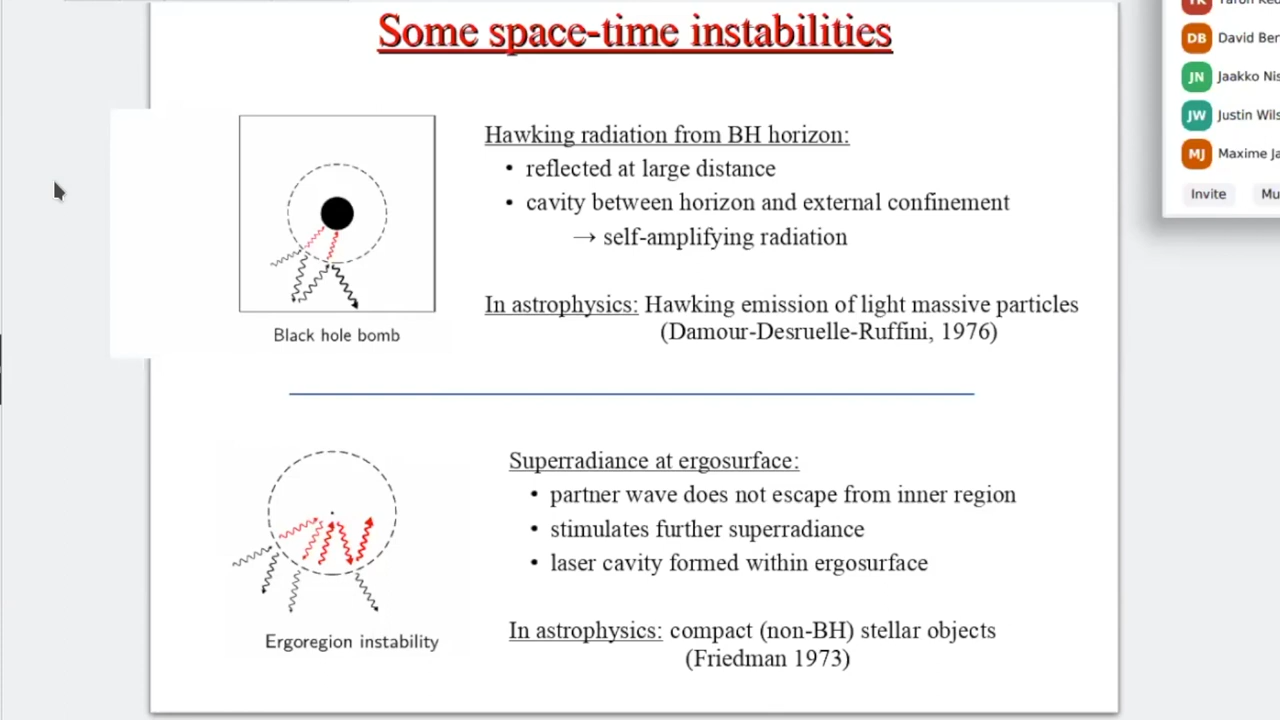 Some space-time instabilities
Hawking radiation from BH horizon:
• reflected at large distance
• cavity between horizon and external confinement
→ self-amplifying radiation
In astrophysics: Hawking emission of light massive particles
(Damour-Desruelle-Ruffini, 1976)
Black hole bomb
Superradiance at ergosurface:
• partner wave does not escape from inner region
• stimulates further superradiance
• laser cavity formed within ergosurface
In astrophysics: compact (non-BH) stellar objects
(Friedman 1973)
Ergoregion instability
DB David Ber
JN Jaakko Nis
JW Justin Wils
MJ Maxime Ja
Invite Mu